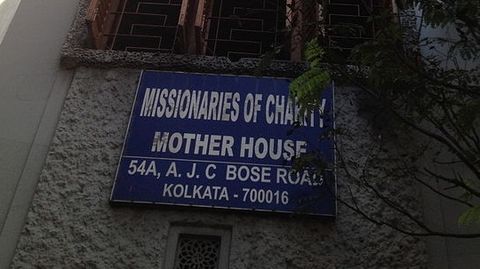 MISSIONARIES OF CHARITY
MOTHER HOUSE
54A, A. J. C BOSE ROAD
KOLKATA - 700016